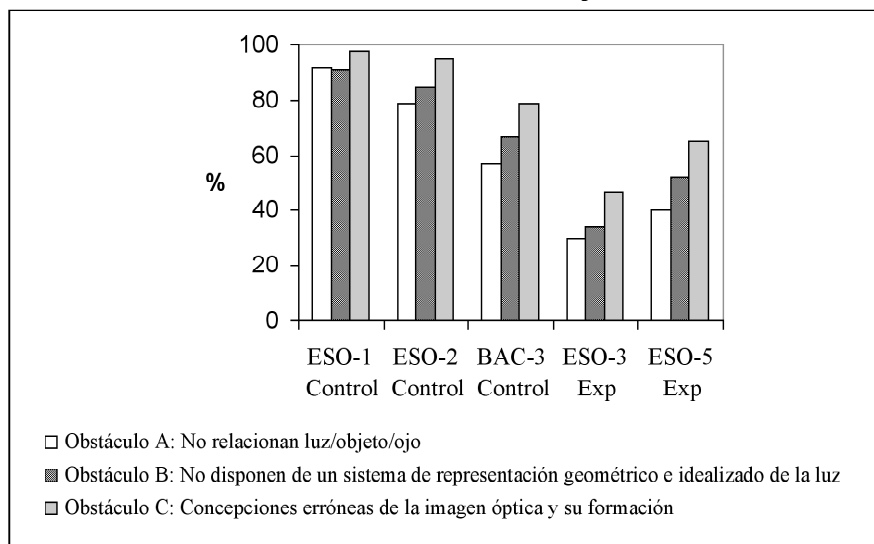 100
80
60
%
40
20
0
ESO-1 ESO-2 BAC-3 ESO-3 ESO-5
Control Control Control Exp Exp
Obstáculo A: No relacionan luz/objeto/ojo
Obstáculo B: No disponen de un sistema de representación geométrico e idealizado de la luz
Obstáculo C: Concepciones erróneas de la imagen óptica y su formación